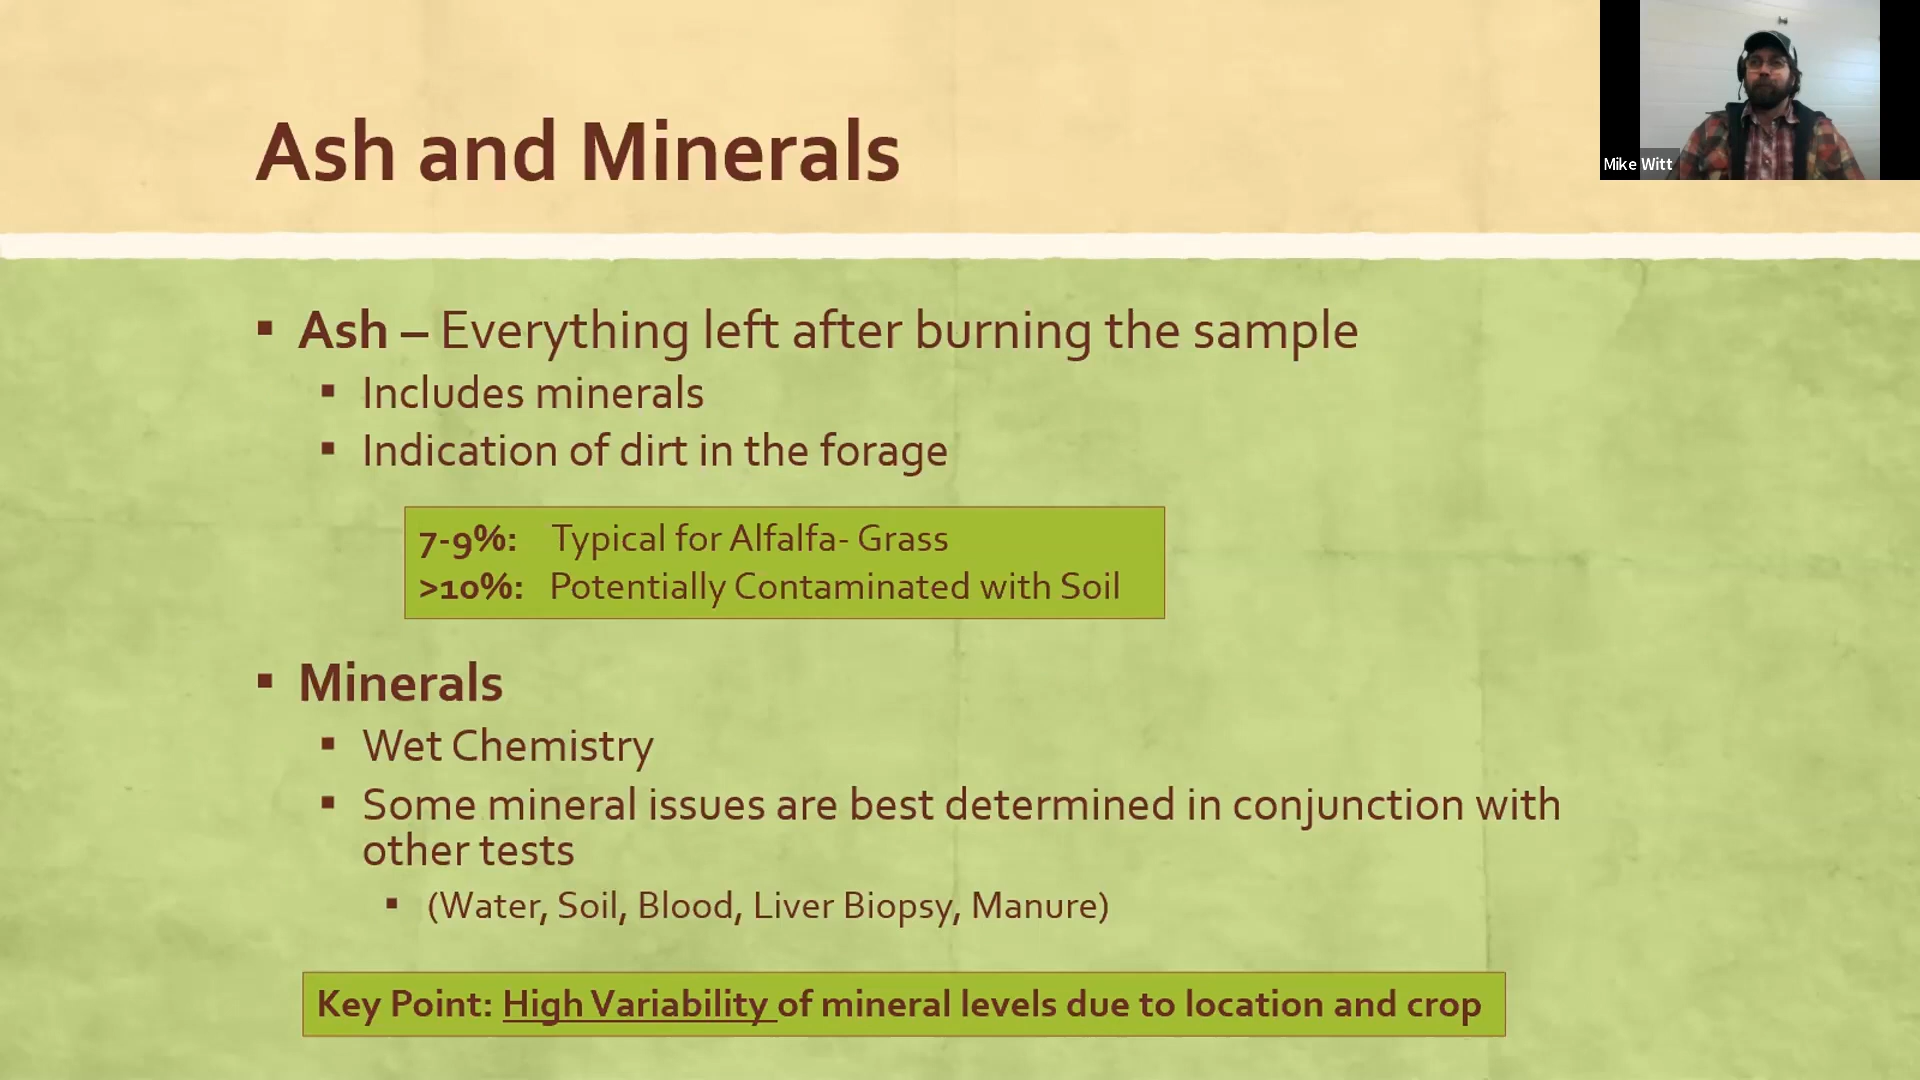 Ash and Minerals
Mike Witt
▪ Ash – Everything left after burning the sample
▪ Includes minerals
▪ Indication of dirt in the forage
7-9%: Typical for Alfalfa- Grass
>10%: Potentially Contaminated with Soil
▪ Minerals
▪ Wet Chemistry
▪ Some mineral issues are best determined in conjunction with
other tests
▪ (Water, Soil, Blood, Liver Biopsy, Manure)
Key Point: High Variability of mineral levels due to location and crop